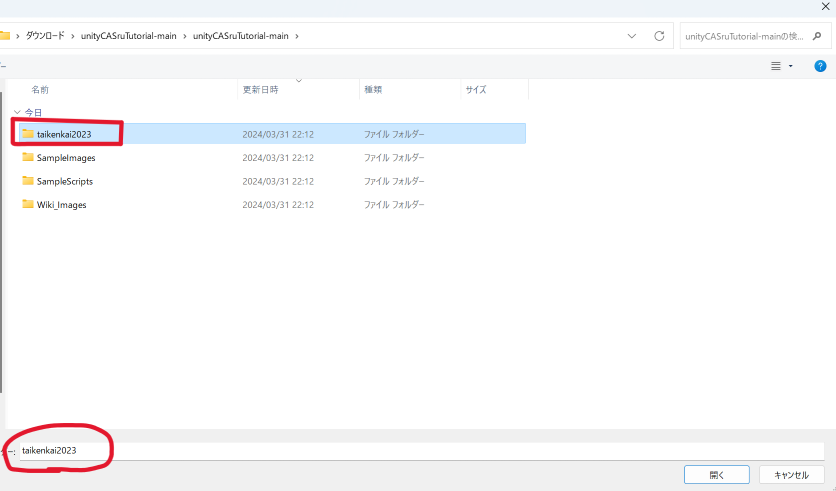 › ダウンロード › unityCASruTutorial-main › unityCASruTutorial-main ›
unityCASruTutorial-mainの検...
名前 更新日時 種類 サイズ
今日
taikenkai2023 2024/03/31 22:12 ファイル フォルダー
SampleImages 2024/03/31 22:12 ファイル フォルダー
SampleScripts 2024/03/31 22:12 ファイル フォルダー
Wiki_Images 2024/03/31 22:12 ファイル フォルダー
ー: taikenkai2023
開く キャンセル